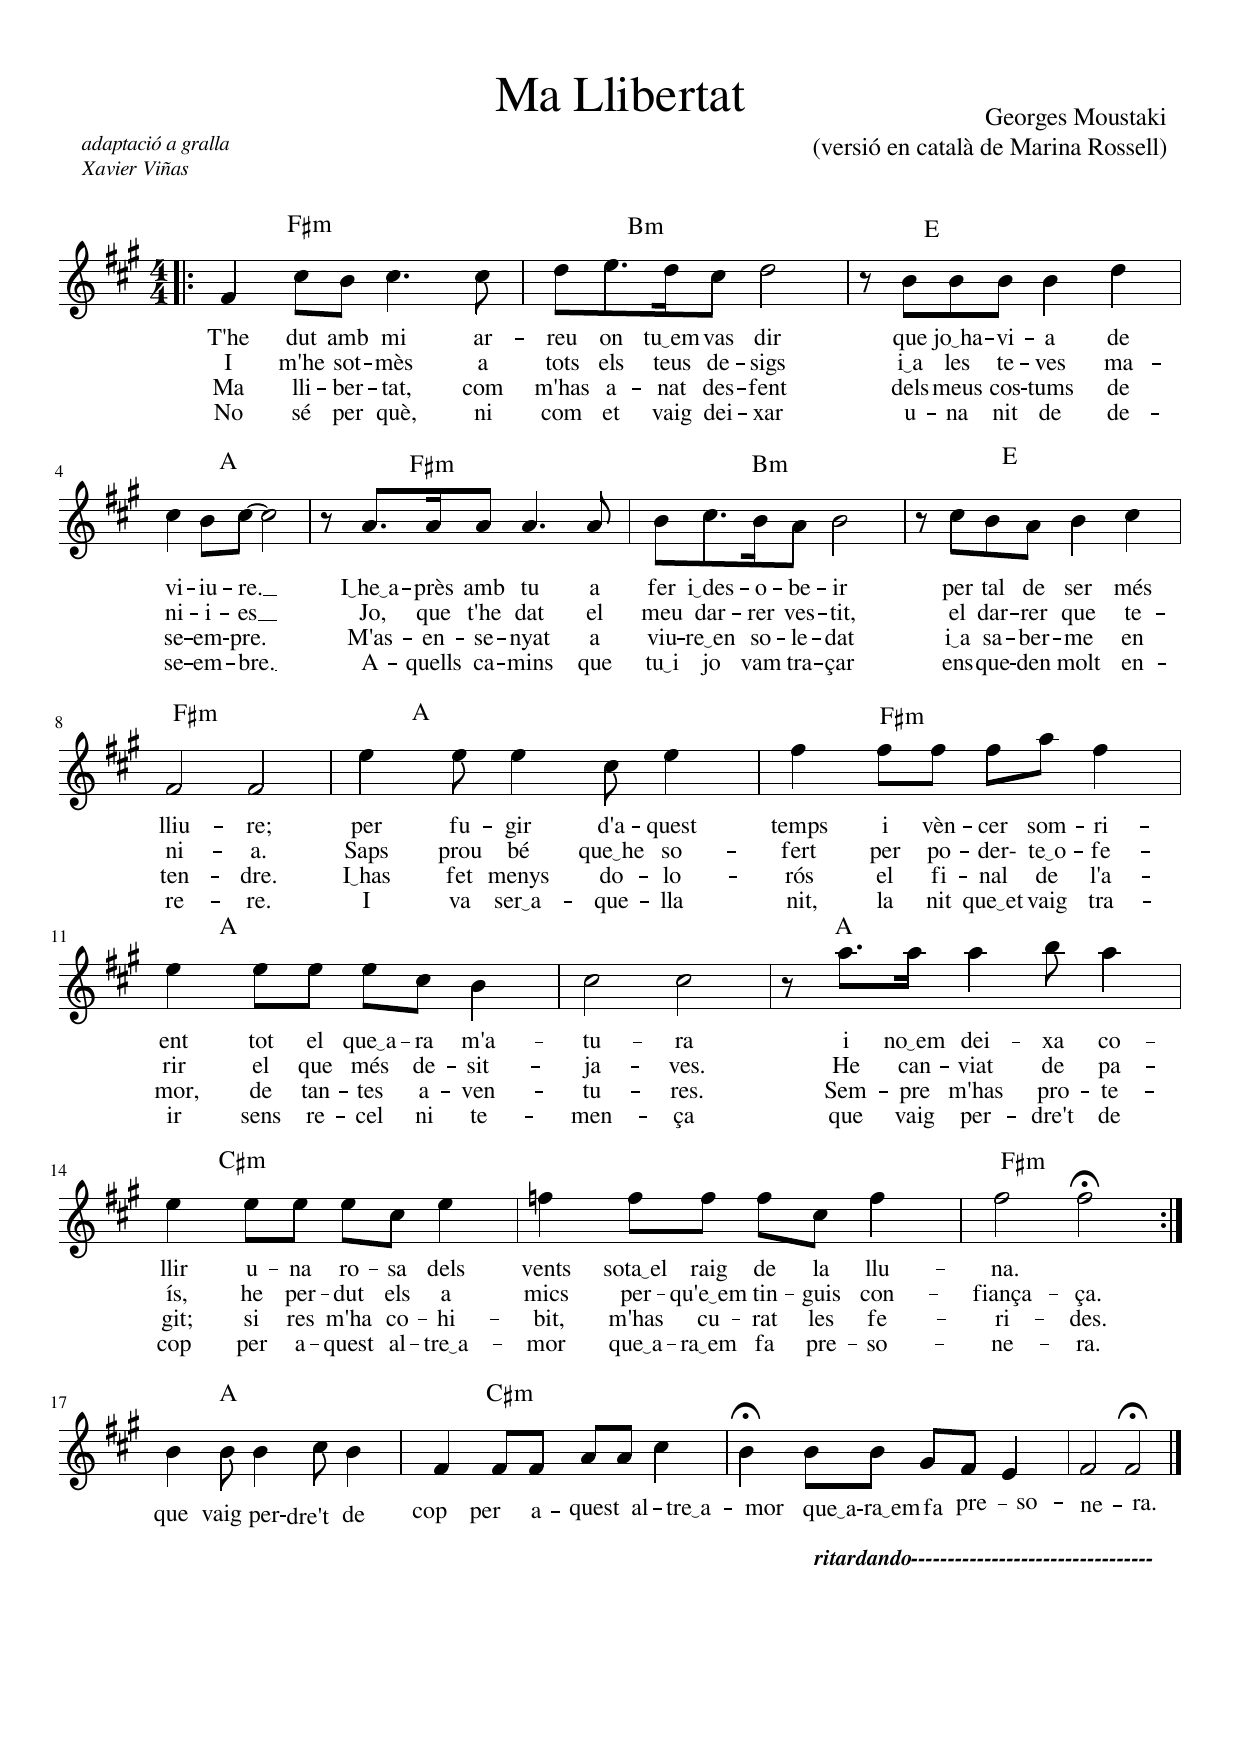 Ma Llibertat
Georges Moustaki
adaptació a gralla
(versió en català de Marina Rossell)
Xavier Viñas
F♯m Bm E
T'he dut amb mi ar – reu on tu‿em vas dir que jo‿ha – vi – a de
I m'he sot – mès a tots els teus de – sigs i‿a les te – ves ma –
Ma lli – ber – tat, com m'has a – nat des – fent dels meus cos – tums de
No sé per què, ni com et vaig dei – xar u – na nit de de –
4 A F♯m Bm E
vi – iu – re. I‿he‿a – près amb tu a fer i‿des – o – be – ir per tal de ser més
ni – i – es Jo, que t'he dat el meu dar – rer ves – tit, el dar – rer que te –
se – em – pre. M'as – en – se – nyat a viu – re‿en so – le – dat i‿a sa – ber – me en
se – em – bre. A – quells ca – mins que tu‿i jo vam tra – çar ens que – den molt en –
8 F♯m A F♯m
lliu – re; per fu – gir d'a – quest temps i vèn – cer som – ri –
ni – a. Saps prou bé que‿he so – fert per po – der- te‿o – fe –
ten – dre. I‿has fet menys do – lo – rós el fi – nal de l'a –
re – re. I va ser‿a – que – lla nit, la nit que‿et vaig tra –
11 A A
ent tot el que‿a – ra m'a – tu – ra i no‿em dei – xa co –
rir el que més de – sit – ja – ves. He can – viat de pa –
mor, de tan – tes a – ven – tu – res. Sem – pre m'has pro – te –
ir sens re – cel ni te – men – ça que vaig per – dre't de
14 C♯m F♯m
llir u – na ro – sa dels vents sota‿el raig de la llu – na.
ís, he per – dut els a mics per – qu'e‿em tin – guis con – fiança – ça.
git; si res m'ha co – hi – bit, m'has cu – rat les fe – ri – des.
cop per a – quest al – tre‿a – mor que‿a – ra‿em fa pre – so – ne – ra.
17 A C♯m
que vaig per- dre't de cop per a – quest al – tre‿a – mor que‿a- ra‿em fa pre – so – ne – ra.
ritardando---------------------------------